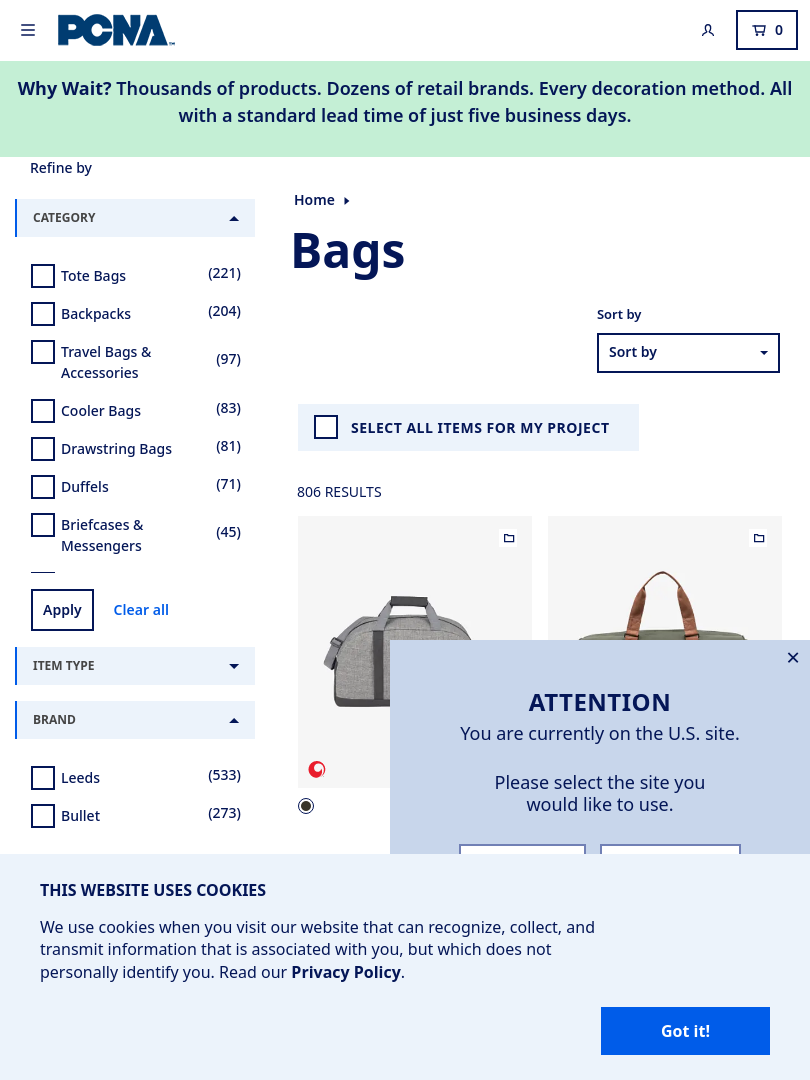 PCNA
0
Why Wait? Thousands of products. Dozens of retail brands. Every decoration method. All
with a standard lead time of just five business days.
Refine by
CATEGORY
Tote Bags (221)
Backpacks (204)
Travel Bags &
Accessories (97)
Cooler Bags (83)
Drawstring Bags (81)
Duffels (71)
Briefcases &
Messengers (45)
Apply Clear all
ITEM TYPE
BRAND
Leeds (533)
Bullet (273)
Home
Bags
Sort by
Sort by
SELECT ALL ITEMS FOR MY PROJECT
806 RESULTS
ATTENTION
You are currently on the U.S. site.
Please select the site you
would like to use.
THIS WEBSITE USES COOKIES
We use cookies when you visit our website that can recognize, collect, and
transmit information that is associated with you, but which does not
personally identify you. Read our Privacy Policy.
Got it!